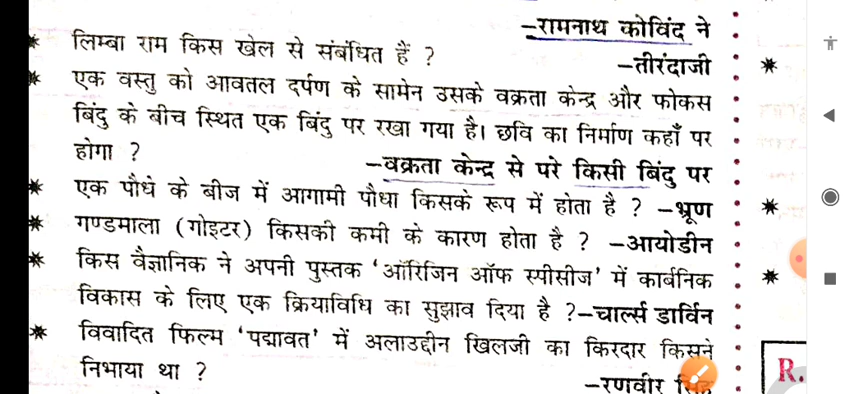 –रामनाथ कोविंद ने
* लिम्बा राम किस खेल से संबंधित हैं ?
–तीरंदाजी *
* एक वस्तु को आवतल दर्पण के सामेन उसके वक्रता केन्द्र और फोकस
बिंदु के बीच स्थित एक बिंदु पर रखा गया है। छवि का निर्माण कहाँ पर
होगा ?
–वक्रता केन्द्र से परे किसी बिंदु पर
* एक पौधे के बीज में आगामी पौधा किसके रूप में होता है ? –भ्रूण *
* गण्डमाला (गोइटर) किसकी कमी के कारण होता है ? –आयोडीन
* किस वैज्ञानिक ने अपनी पुस्तक ‘ऑरिजिन ऑफ स्पीसीज’ में कार्बनिक *
विकास के लिए एक क्रियाविधि का सुझाव दिया है ?–चार्ल्स डार्विन
* विवादित फिल्म ‘पद्मावत’ में अलाउद्दीन खिलजी का किरदार किसने
निभाया था ?
–रणवीर सिंह
R.